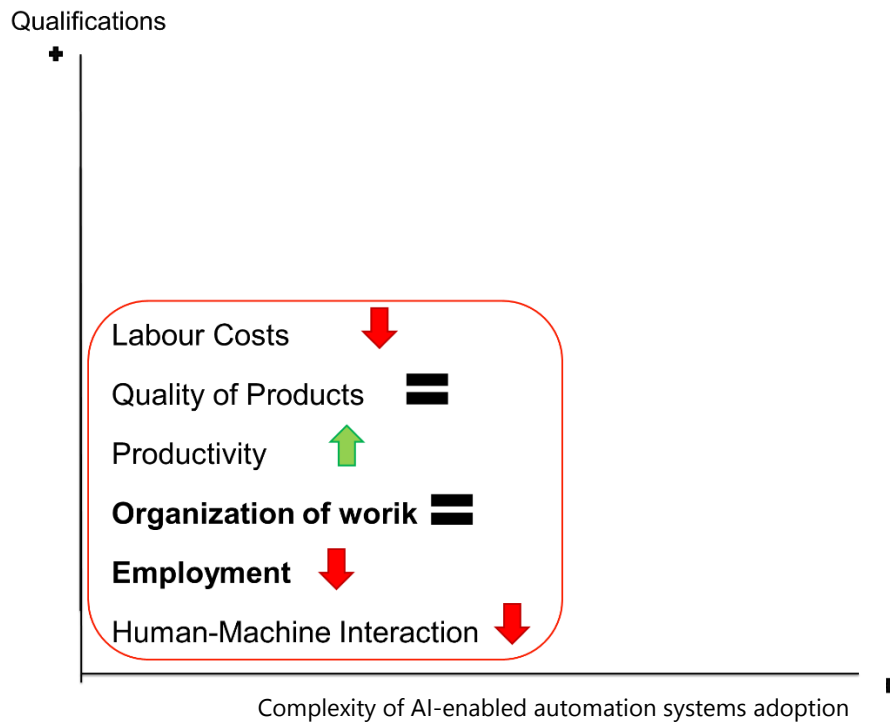 Qualifications
+
Labour Costs
Quality of Products =
Productivity
Organization of worik =
Employment
Human-Machine Interaction
Complexity of AI-enabled automation systems adoption